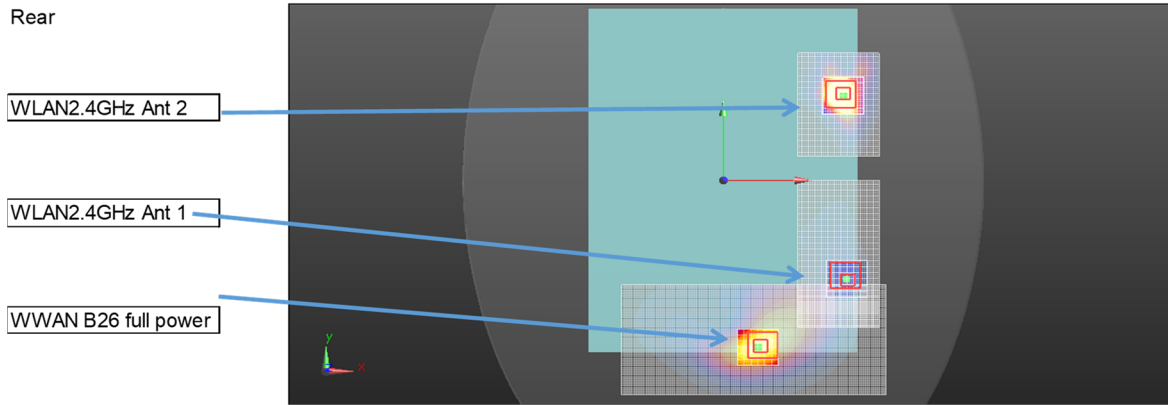 Rear
WLAN2.4GHz Ant 2
WLAN2.4GHz Ant 1
WWAN B26 full power
y
x